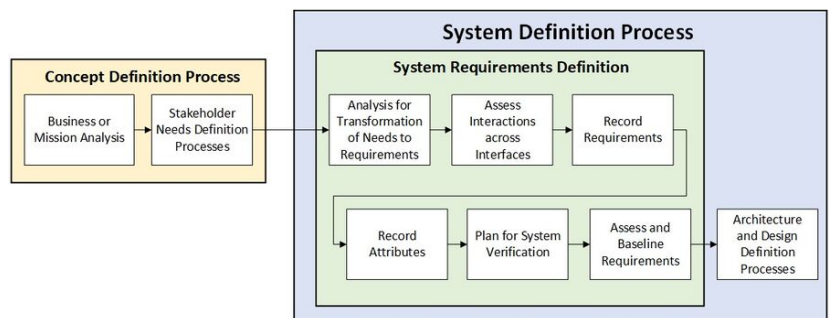 System Definition Process
Concept Definition Process
System Requirements Definition
Business or
Mission Analysis
Stakeholder
Needs Definition
Processes
Analysis for
Transformation
of Needs to
Requirements
Assess
Interactions
across
Interfaces
Record
Requirements
Record
Attributes
Plan for System
Verification
Assess and
Baseline
Requirements
Architecture
and Design
Definition
Processes